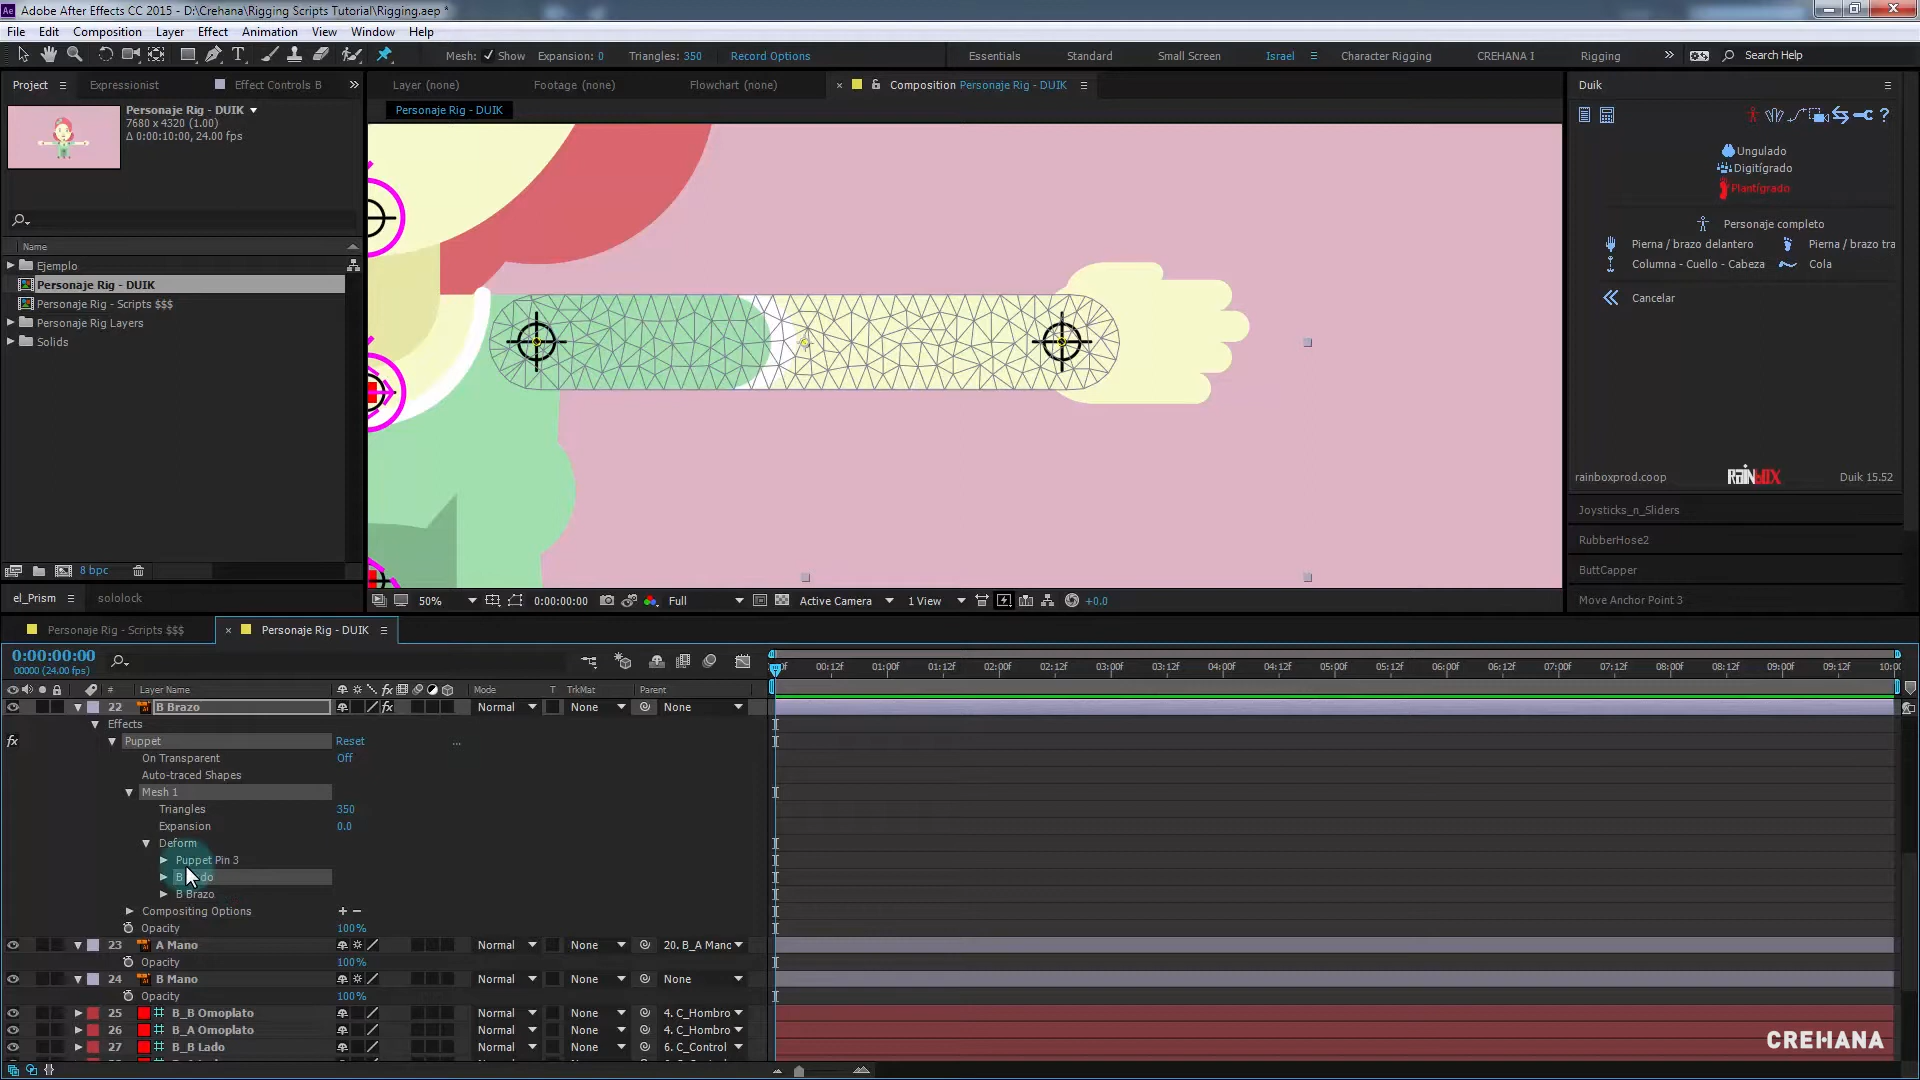 Adobe After Effects CC 2015 - D:\Crehana\Rigging Scripts Tutorial\Rigging.aep *
File Edit Composition Layer Effect Animation View Window Help
Mesh: Show Expansion: 0 Triangles: 350 Record Options Essentials Standard Small Screen Israel Character Rigging CREHANA I Rigging Search Help
Project Expressionist Effect Controls B Layer (none) Footage (none) Flowchart (none) Composition Personaje Rig - DUIK Duik
Personaje Rig - DUIK
Personaje Rig - DUIK
7680 x 4320 (1.00)
Δ 0:00:10:00, 24.00 fps
Name
Ejemplo
Personaje Rig - DUIK
Personaje Rig - Scripts $$$
Personaje Rig Layers
Solids
Ungulado
Digitígrado
Plantígrado
Personaje completo
Pierna / brazo delantero Pierna / brazo tra
Columna - Cuello - Cabeza Cola
Cancelar
rainboxprod.coop RAINBOX Duik 15.52
Joysticks_n_Sliders
RubberHose2
ButtCapper
Move Anchor Point 3
8 bpc
el_Prism sololock
50% 0:00:00:00 Full Active Camera 1 View +0.0
Personaje Rig - Scripts $$$ Personaje Rig - DUIK
0:00:00:00
00000 (24.00 fps)
00:12f 01:00f 01:12f 02:00f 02:12f 03:00f 03:12f 04:00f 04:12f 05:00f 05:12f 06:00f 06:12f 07:00f 07:12f 08:00f 08:12f 09:00f 09:12f 10:00
# Layer Name Mode T TrkMat Parent
22 B Brazo Normal None None
Effects
fx Puppet Reset ...
On Transparent Off
Auto-traced Shapes
Mesh 1
Triangles 350
Expansion 0.0
Deform
Puppet Pin 3
B Brazo
Compositing Options + −
Opacity 100%
23 A Mano Normal None 20. B_A Mano
Opacity 100%
24 B Mano Normal None None
Opacity 100%
25 B_B Omoplato Normal None 4. C_Hombro
26 B_A Omoplato Normal None 4. C_Hombro
27 B_B Lado Normal None 6. C_Control
CREHANA